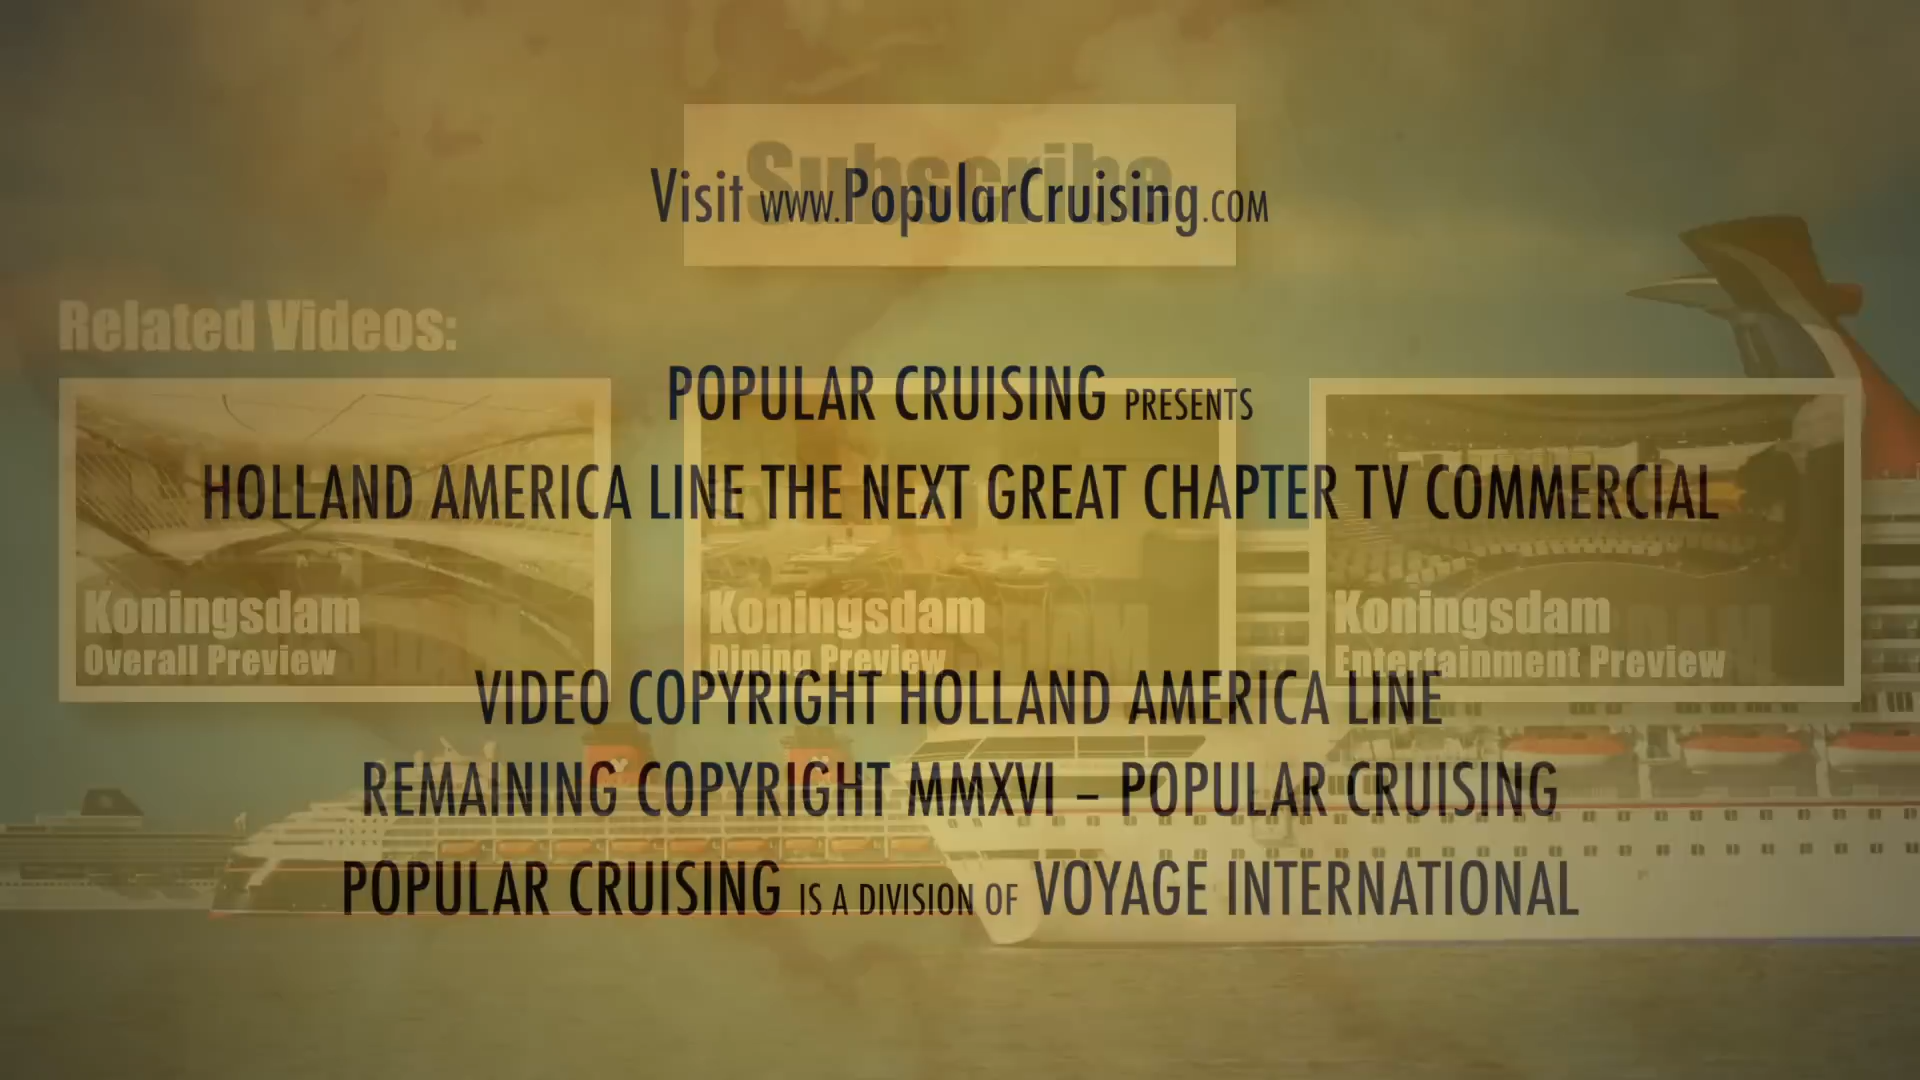 Subscribe
Visit www.PopularCruising.com
Related Videos:
POPULAR CRUISING PRESENTS
HOLLAND AMERICA LINE THE NEXT GREAT CHAPTER TV COMMERCIAL
Koningsdam
Overall Preview
Koningsdam
Dining Preview
Koningsdam
Entertainment Preview
VIDEO COPYRIGHT HOLLAND AMERICA LINE
REMAINING COPYRIGHT MMXVI – POPULAR CRUISING
POPULAR CRUISING IS A DIVISION OF VOYAGE INTERNATIONAL